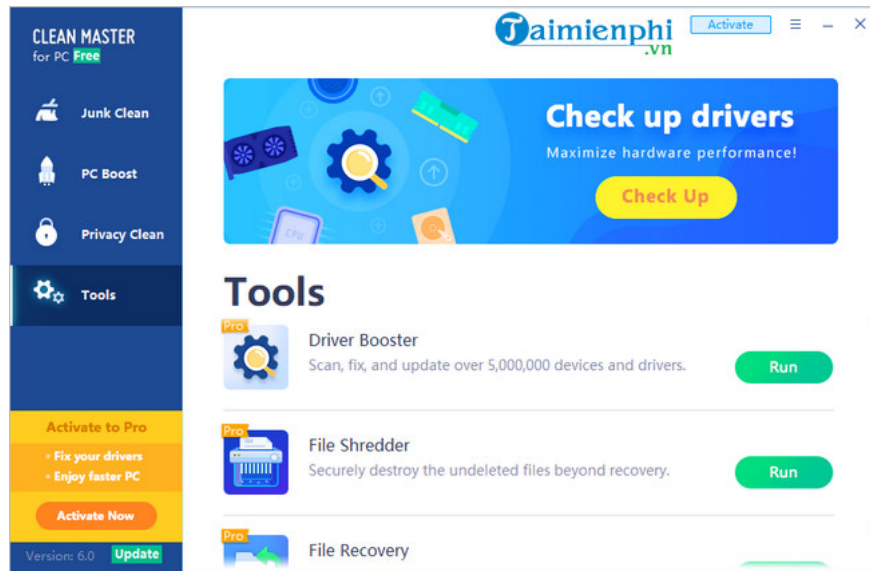 CLEAN MASTER
for PC Free
Junk Clean
PC Boost
Privacy Clean
Tools
Activate to Pro
Fix your drivers
Enjoy faster PC
Activate Now
Version: 6.0 Update
Taimienphi
.vn
Activate
Check up drivers
Maximize hardware performance!
Check Up
CPU
Tools
Pro
Driver Booster
Scan, fix, and update over 5,000,000 devices and drivers.
Run
Pro
File Shredder
Securely destroy the undeleted files beyond recovery.
Run
Pro
File Recovery